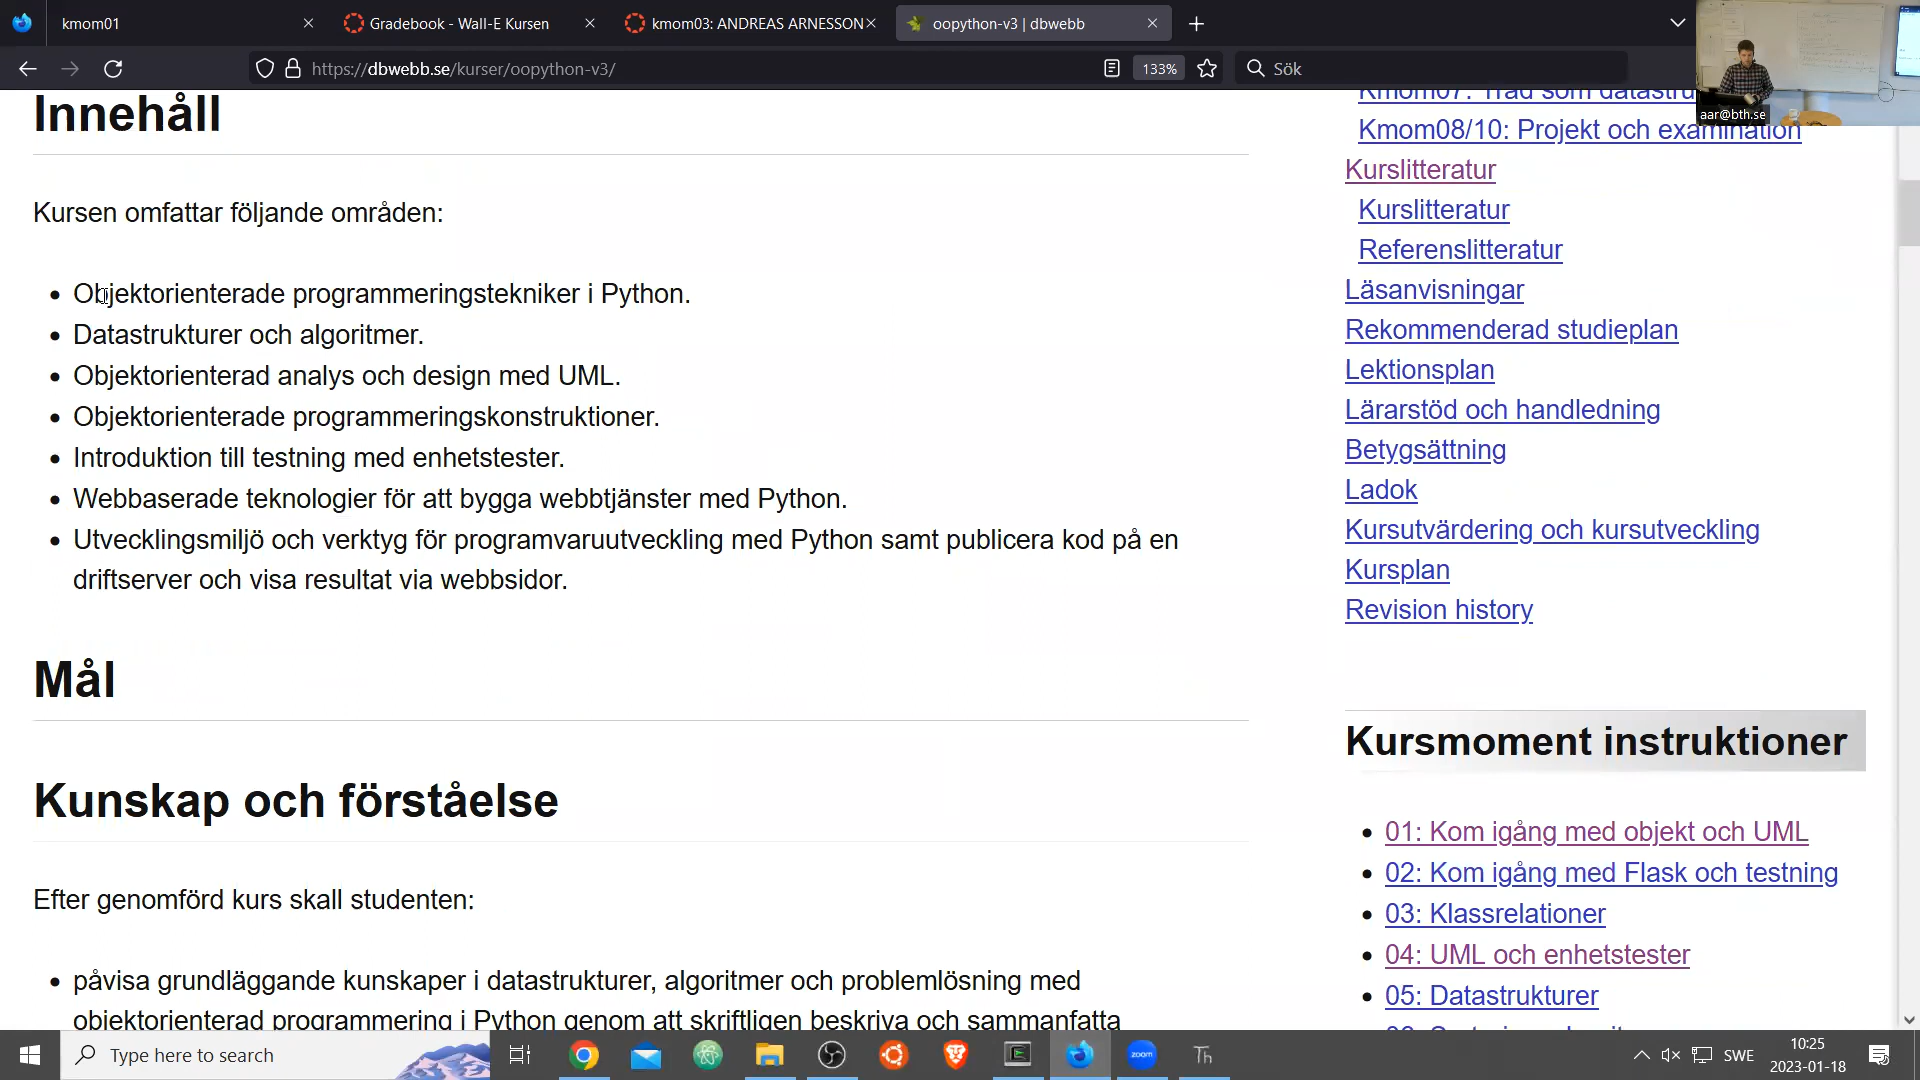 kmom01
Gradebook - Wall-E Kursen
kmom03: ANDREAS ARNESSON
oopython-v3 | dbwebb
https://dbwebb.se/kurser/oopython-v3/
133%
Sök
aar@bth.se
Innehåll
Kursen omfattar följande områden:
Objektorienterade programmeringstekniker i Python.
Datastrukturer och algoritmer.
Objektorienterad analys och design med UML.
Objektorienterade programmeringskonstruktioner.
Introduktion till testning med enhetstester.
Webbaserade teknologier för att bygga webbtjänster med Python.
Utvecklingsmiljö och verktyg för programvaruutveckling med Python samt publicera kod på en
driftserver och visa resultat via webbsidor.
Mål
Kunskap och förståelse
Efter genomförd kurs skall studenten:
påvisa grundläggande kunskaper i datastrukturer, algoritmer och problemlösning med
objektorienterad programmering i Python genom att skriftligen beskriva och sammanfatta
Kmom07: Träd som datastru
Kmom08/10: Projekt och examination
Kurslitteratur
Kurslitteratur
Referenslitteratur
Läsanvisningar
Rekommenderad studieplan
Lektionsplan
Lärarstöd och handledning
Betygsättning
Ladok
Kursutvärdering och kursutveckling
Kursplan
Revision history
Kursmoment instruktioner
01: Kom igång med objekt och UML
02: Kom igång med Flask och testning
03: Klassrelationer
04: UML och enhetstester
05: Datastrukturer
Type here to search
zoom
Th
SWE
10:25
2023-01-18